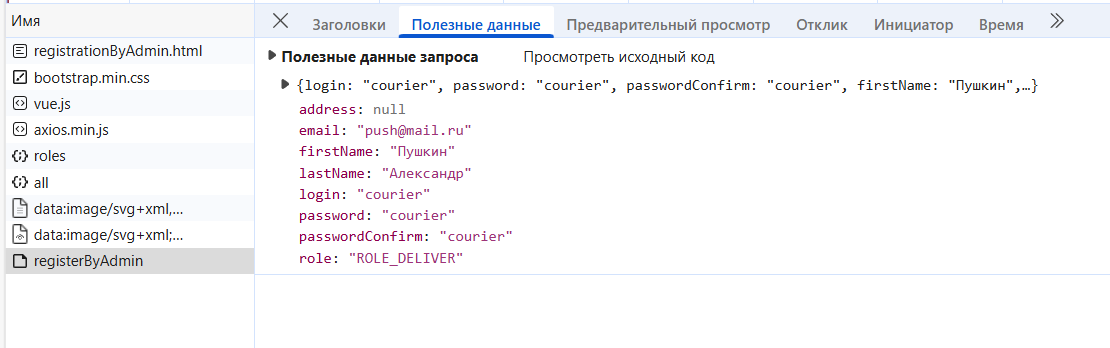 Имя
registrationByAdmin.html
bootstrap.min.css
vue.js
axios.min.js
roles
all
data:image/svg+xml,...
data:image/svg+xml;...
registerByAdmin
Заголовки Полезные данные Предварительный просмотр Отклик Инициатор Время
Полезные данные запроса Просмотреть исходный код
{login: "courier", password: "courier", passwordConfirm: "courier", firstName: "Пушкин",…}
address: null
email: "push@mail.ru"
firstName: "Пушкин"
lastName: "Александр"
login: "courier"
password: "courier"
passwordConfirm: "courier"
role: "ROLE_DELIVER"